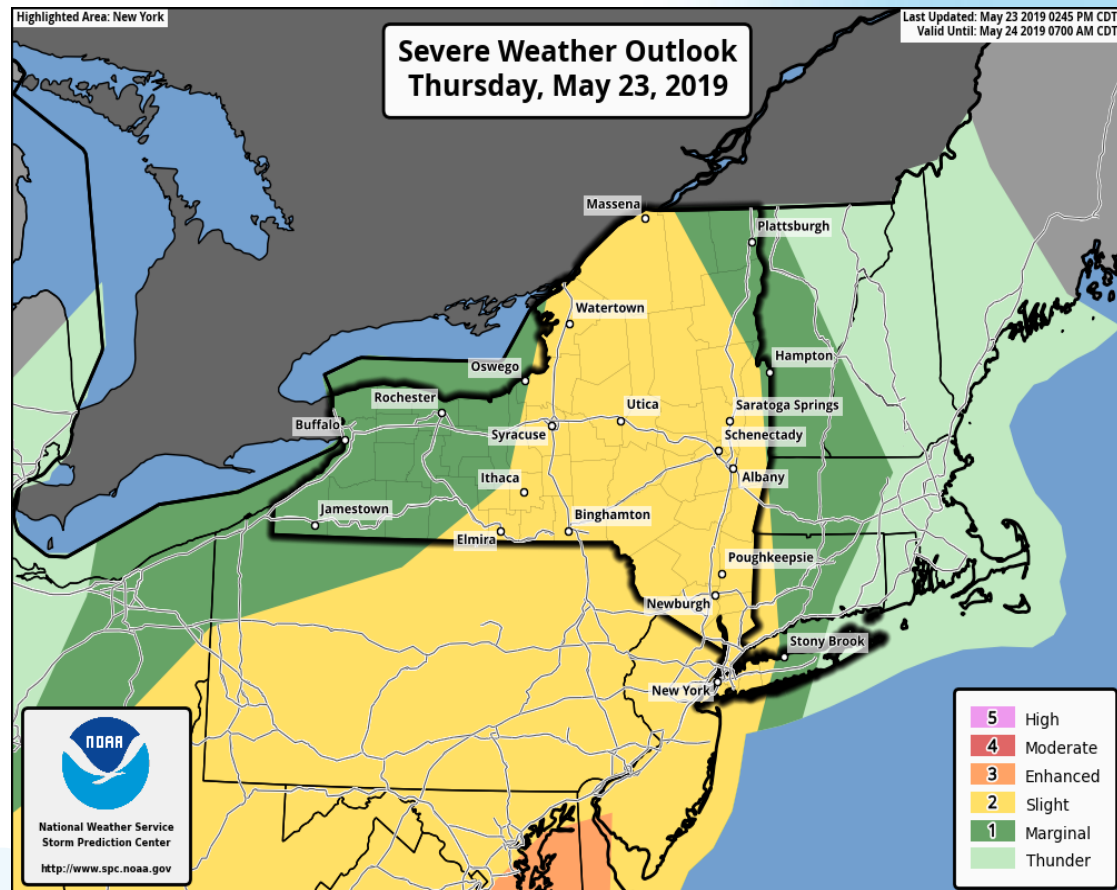 Highlighted Area: New York
Last Updated: May 23 2019 0245 PM CDT
Valid Until: May 24 2019 0700 AM CDT
Severe Weather Outlook
Thursday, May 23, 2019
Massena
Plattsburgh
Watertown
Hampton
Oswego
Rochester
Utica
Saratoga Springs
Buffalo
Syracuse
Schenectady
Ithaca
Albany
Jamestown
Binghamton
Elmira
Poughkeepsie
Newburgh
Stony Brook
New York
NOAA
National Weather Service
Storm Prediction Center
http://www.spc.noaa.gov
5 High
4 Moderate
3 Enhanced
2 Slight
1 Marginal
Thunder